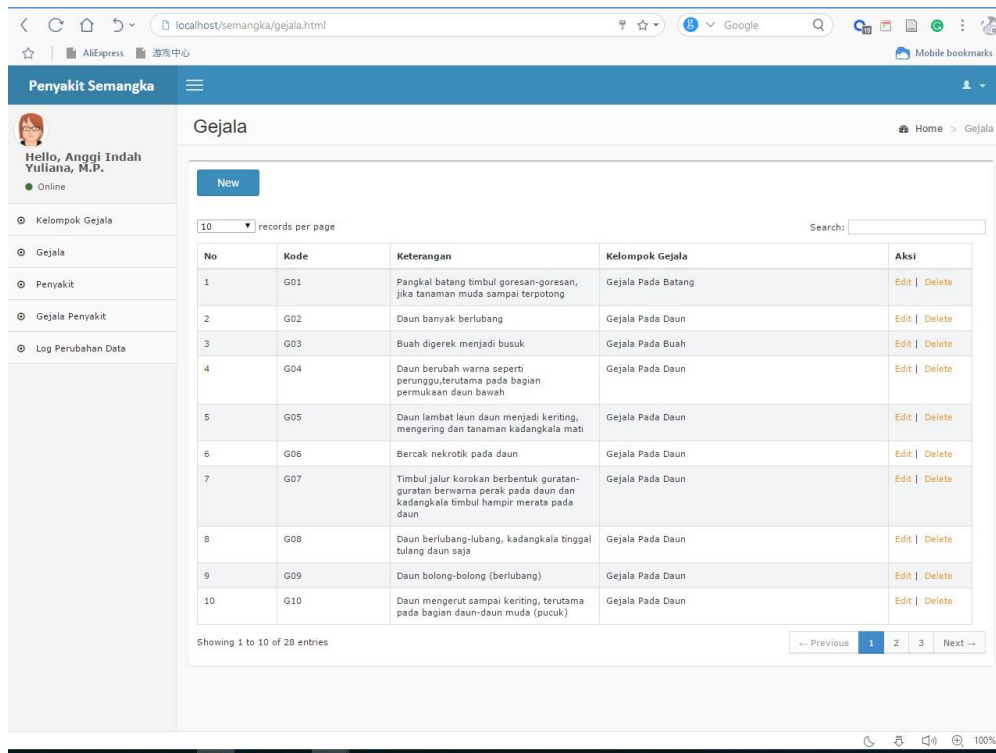 localhost/semangka/gejala.html
Google
AliExpress 游戏中心
Mobile bookmarks
Penyakit Semangka
Hello, Anggi Indah
Yuliana, M.P.
Online
Kelompok Gejala
Gejala
Penyakit
Gejala Penyakit
Log Perubahan Data
Gejala
Home > Gejala
New
10 records per page
Search:
No Kode Keterangan Kelompok Gejala Aksi
1 G01 Pangkal batang timbul goresan-goresan, Gejala Pada Batang Edit | Delete
jika tanaman muda sampai terpotong
2 G02 Daun banyak berlubang Gejala Pada Daun Edit | Delete
3 G03 Buah digerek menjadi busuk Gejala Pada Buah Edit | Delete
4 G04 Daun berubah warna seperti Gejala Pada Daun Edit | Delete
perunggu,terutama pada bagian
permukaan daun bawah
5 G05 Daun lambat laun daun menjadi keriting, Gejala Pada Daun Edit | Delete
mengering dan tanaman kadangkala mati
6 G06 Bercak nekrotik pada daun Gejala Pada Daun Edit | Delete
7 G07 Timbul jalur korokan berbentuk guratan- Gejala Pada Daun Edit | Delete
guratan berwarna perak pada daun dan
kadangkala timbul hampir merata pada
daun
8 G08 Daun berlubang-lubang, kadangkala tinggal Gejala Pada Daun Edit | Delete
tulang daun saja
9 G09 Daun bolong-bolong (berlubang) Gejala Pada Daun Edit | Delete
10 G10 Daun mengerut sampai keriting, terutama Gejala Pada Daun Edit | Delete
pada bagian daun-daun muda (pucuk)
Showing 1 to 10 of 28 entries
← Previous 1 2 3 Next →
100%